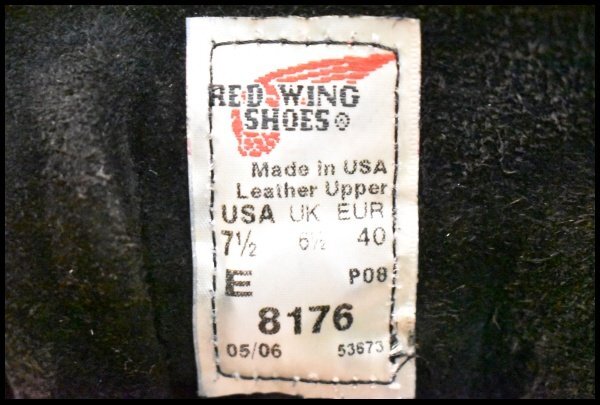 RED WING
SHOES®
Made in USA
Leather Upper
USA UK EUR
7½ 6½ 40
E P08
8176
05/06 53673